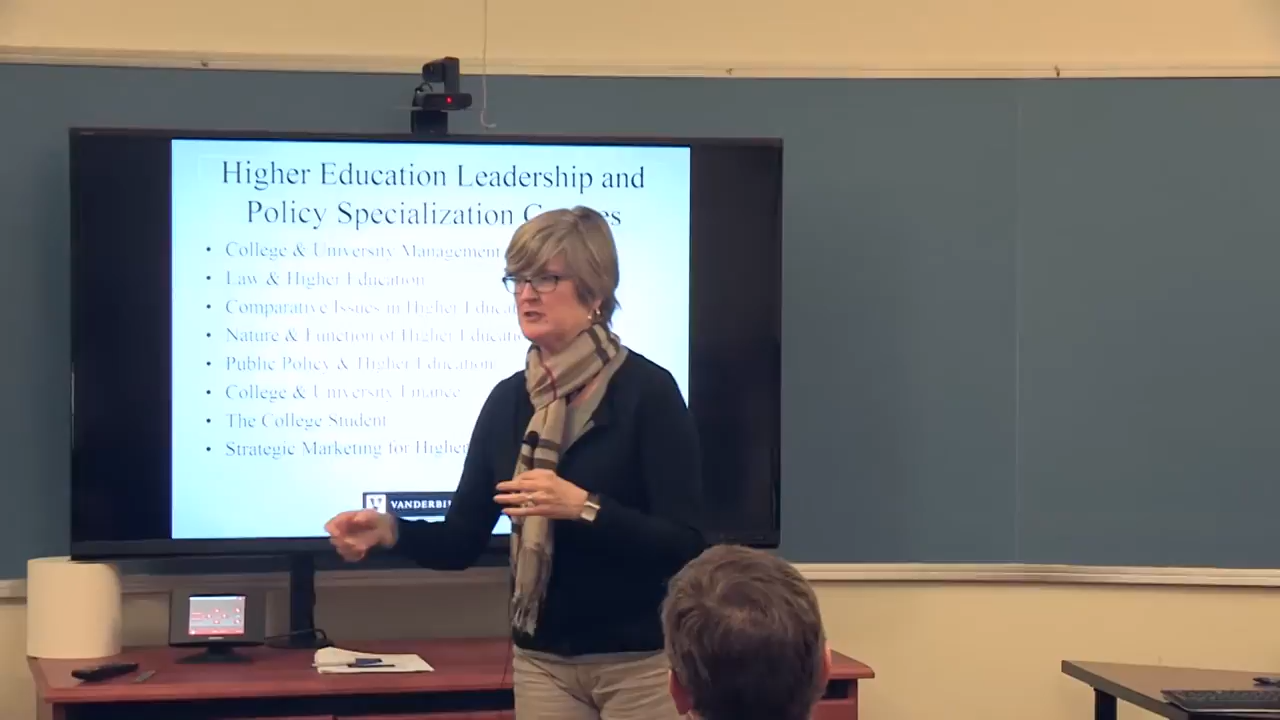 Higher Education Leadership and
Policy Specialization
• College & University Management
• Law & Higher Education
• Comparative Issues in Higher
• Nature & Function of Higher
• Public Policy & Higher Education
• College & University Finance
• The College Student
• Strategic Marketing for Higher